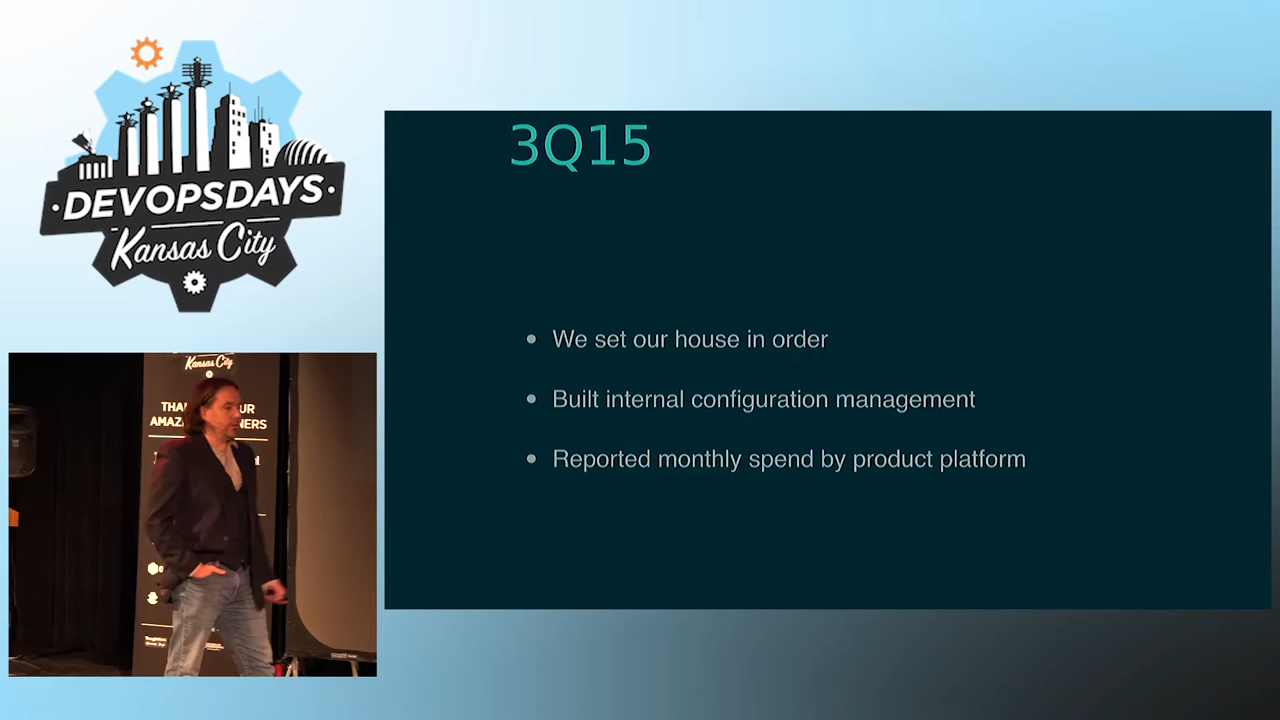 DEVOPSDAYS
Kansas City
3Q15
We set our house in order
Built internal configuration management
Reported monthly spend by product platform
Kansas City